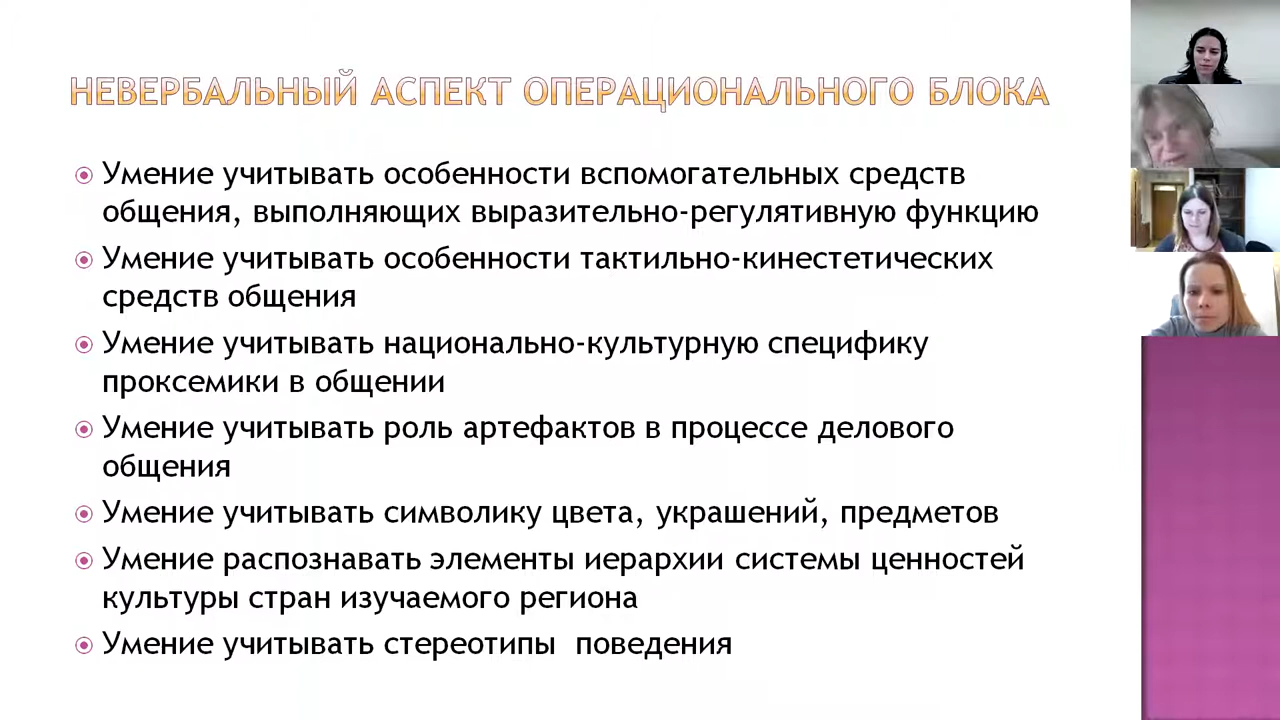 НЕВЕРБАЛЬНЫЙ АСПЕКТ ОПЕРАЦИОНАЛЬНОГО БЛОКА
Умение учитывать особенности вспомогательных средств
общения, выполняющих выразительно-регулятивную функцию
Умение учитывать особенности тактильно-кинестетических
средств общения
Умение учитывать национально-культурную специфику
проксемики в общении
Умение учитывать роль артефактов в процессе делового
общения
Умение учитывать символику цвета, украшений, предметов
Умение распознавать элементы иерархии системы ценностей
культуры стран изучаемого региона
Умение учитывать стереотипы  поведения